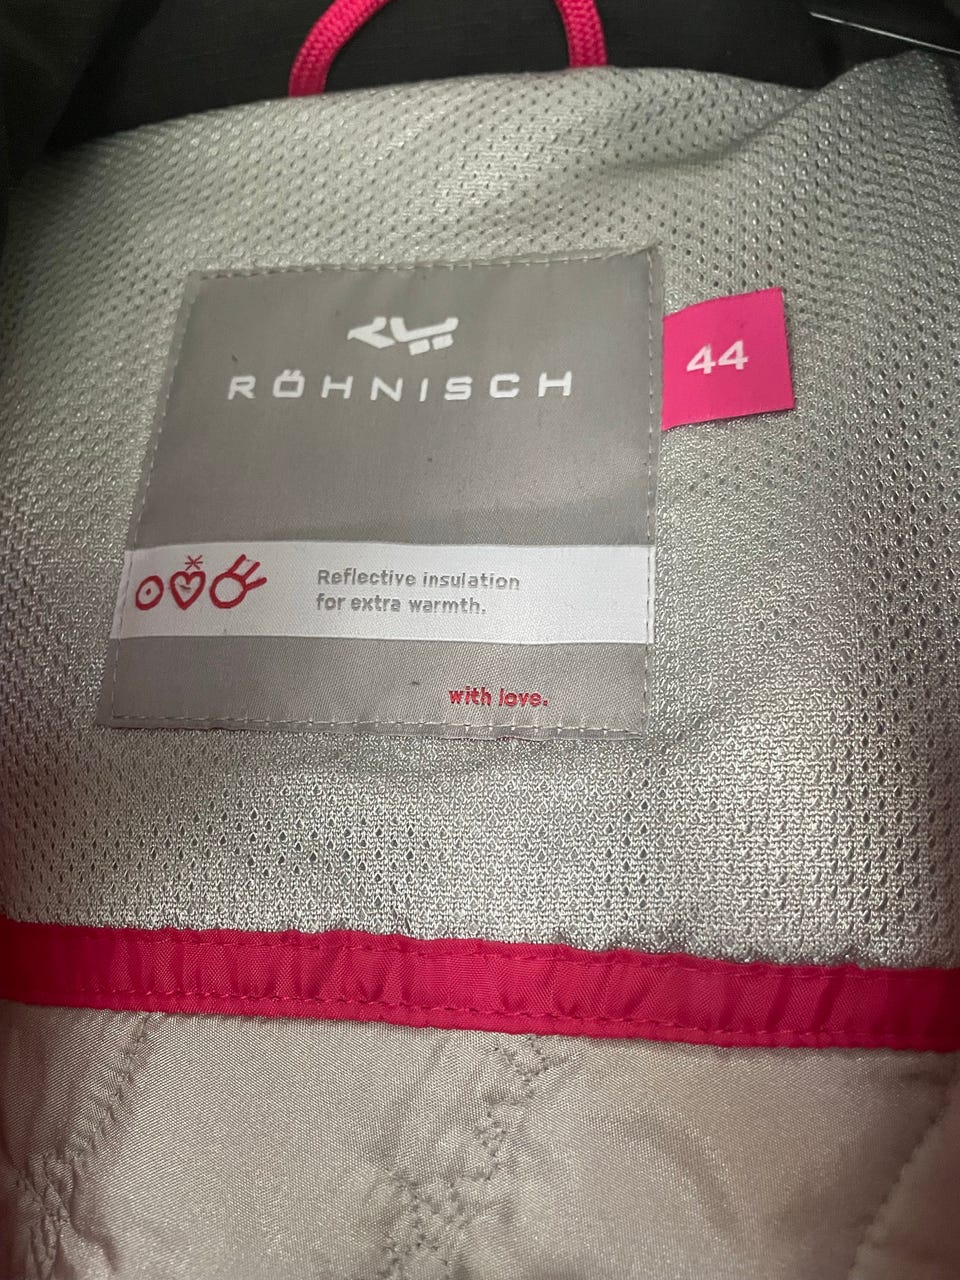 RÖHNISCH
44
Reflective insulation
for extra warmth.
with love.